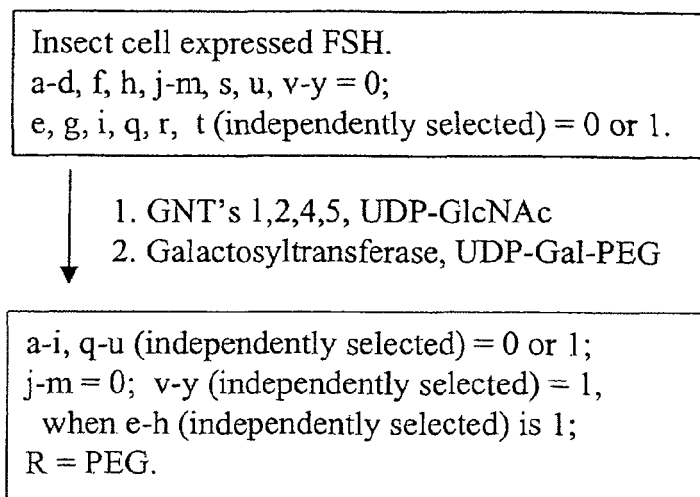 Insect cell expressed FSH.
a-d, f, h, j-m, s, u, v-y = 0;
e, g, i, q, r, t (independently selected) = 0 or 1.
1. GNT's 1,2,4,5, UDP-GlcNAc
2. Galactosyltransferase, UDP-Gal-PEG
a-i, q-u (independently selected) = 0 or 1;
j-m = 0; v-y (independently selected) = 1,
when e-h (independently selected) is 1;
R = PEG.